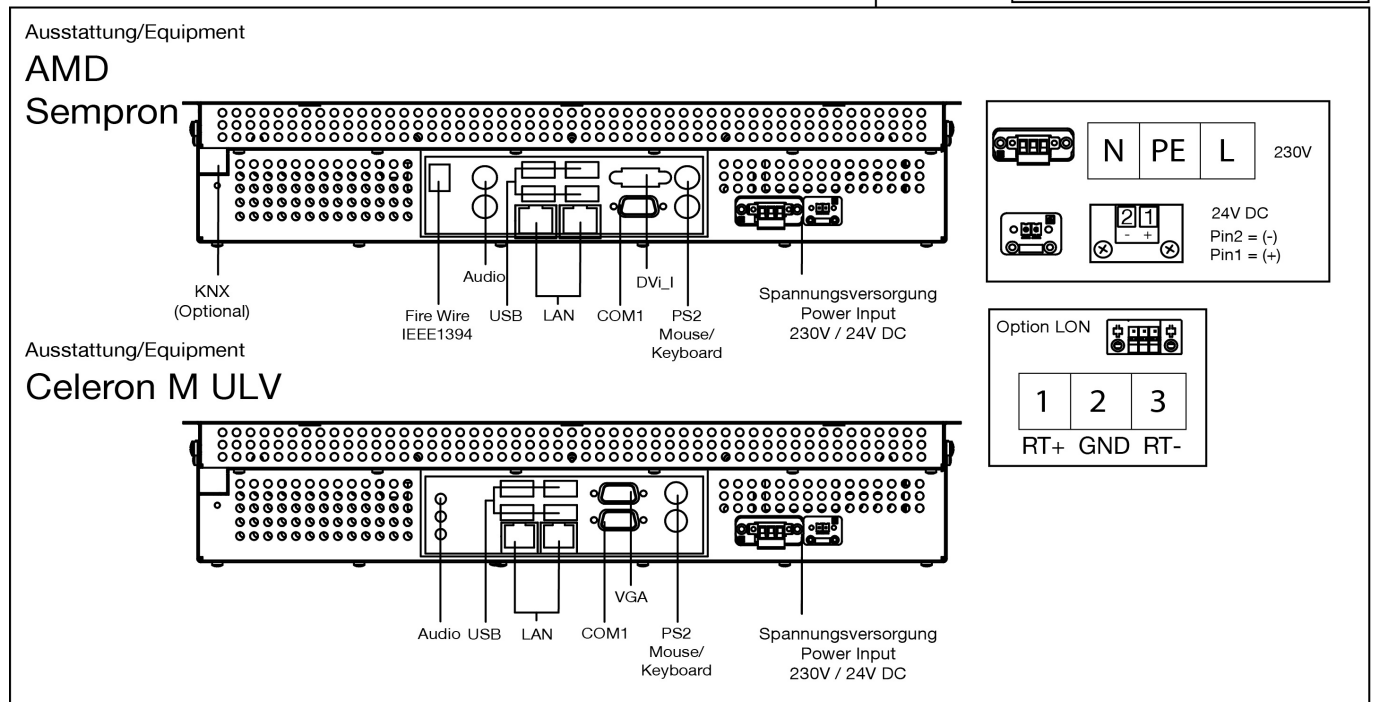 Ausstattung/Equipment
AMD
Sempron
KNX
(Optional)
Fire Wire
IEEE1394
Audio
USB
LAN
COM1
DVi_I
PS2
Mouse/
Keyboard
Spannungsversorgung
Power Input
230V / 24V DC
N PE L 230V
2 1
- +
24V DC
Pin2 = (-)
Pin1 = (+)
Option LON
1 2 3
RT+ GND RT-
Ausstattung/Equipment
Celeron M ULV
Audio
USB
LAN
COM1
VGA
PS2
Mouse/
Keyboard
Spannungsversorgung
Power Input
230V / 24V DC